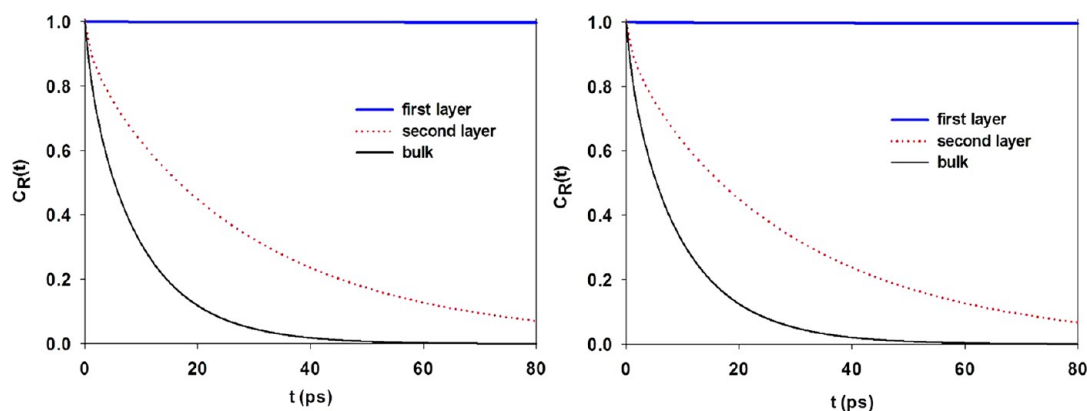 1.0
0.8
0.6
0.4
0.2
0.0
C_R(t)
first layer
second layer
bulk
0 20 40 60 80
t (ps)
1.0
0.8
0.6
0.4
0.2
0.0
C_R(t)
first layer
second layer
bulk
0 20 40 60 80
t (ps)